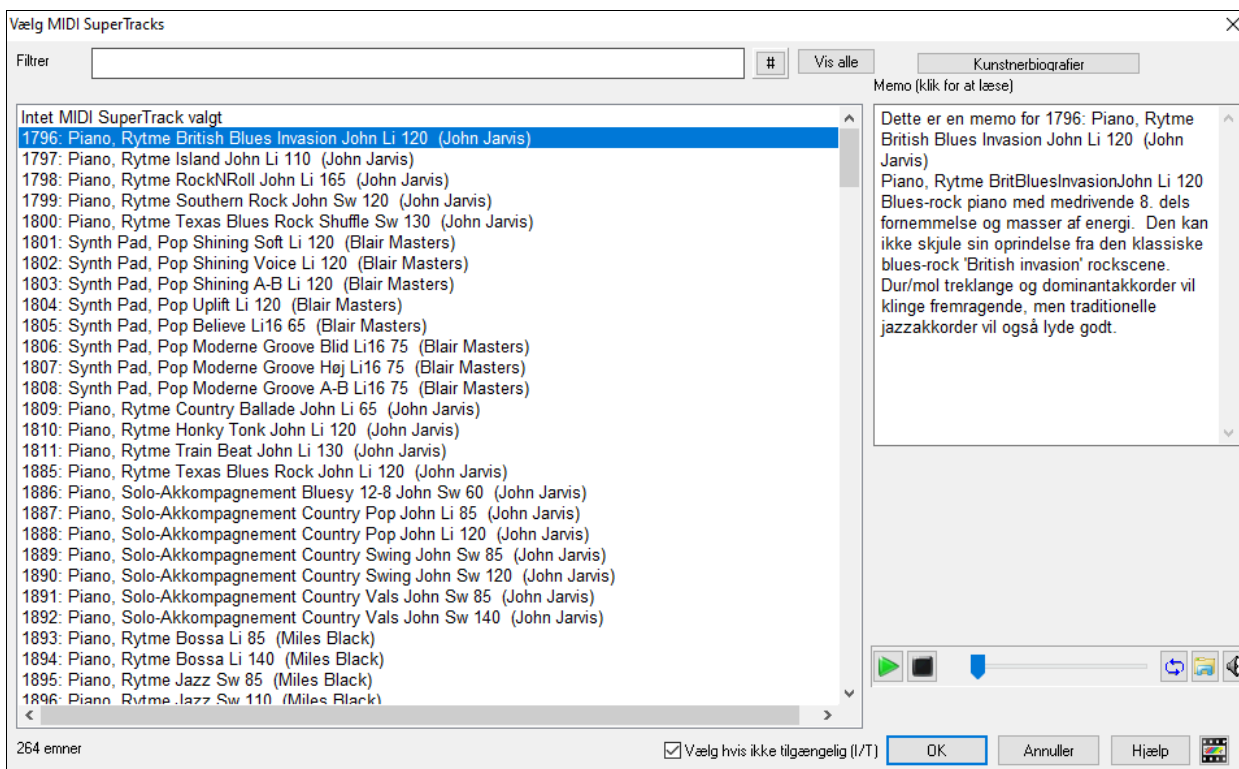 Vælg MIDI SuperTracks
Filtrer
#
Vis alle
Kunstnerbiografier
Memo (klik for at læse)
Intet MIDI SuperTrack valgt
1796: Piano, Rytme British Blues Invasion John Li 120 (John Jarvis)
1797: Piano, Rytme Island John Li 110 (John Jarvis)
1798: Piano, Rytme RockNRoll John Li 165 (John Jarvis)
1799: Piano, Rytme Southern Rock John Sw 120 (John Jarvis)
1800: Piano, Rytme Texas Blues Rock Shuffle Sw 130 (John Jarvis)
1801: Synth Pad, Pop Shining Soft Li 120 (Blair Masters)
1802: Synth Pad, Pop Shining Voice Li 120 (Blair Masters)
1803: Synth Pad, Pop Shining A-B Li 120 (Blair Masters)
1804: Synth Pad, Pop Uplift Li 120 (Blair Masters)
1805: Synth Pad, Pop Believe Li16 65 (Blair Masters)
1806: Synth Pad, Pop Moderne Groove Blid Li16 75 (Blair Masters)
1807: Synth Pad, Pop Moderne Groove Høj Li16 75 (Blair Masters)
1808: Synth Pad, Pop Moderne Groove A-B Li16 75 (Blair Masters)
1809: Piano, Rytme Country Ballade John Li 65 (John Jarvis)
1810: Piano, Rytme Honky Tonk John Li 120 (John Jarvis)
1811: Piano, Rytme Train Beat John Li 130 (John Jarvis)
1885: Piano, Rytme Texas Blues Rock John Li 120 (John Jarvis)
1886: Piano, Solo-Akkompagnement Bluesy 12-8 John Sw 60 (John Jarvis)
1887: Piano, Solo-Akkompagnement Country Pop John Li 85 (John Jarvis)
1888: Piano, Solo-Akkompagnement Country Pop John Li 120 (John Jarvis)
1889: Piano, Solo-Akkompagnement Country Swing John Sw 85 (John Jarvis)
1890: Piano, Solo-Akkompagnement Country Swing John Sw 120 (John Jarvis)
1891: Piano, Solo-Akkompagnement Country Vals John Sw 85 (John Jarvis)
1892: Piano, Solo-Akkompagnement Country Vals John Sw 140 (John Jarvis)
1893: Piano, Rytme Bossa Li 85 (Miles Black)
1894: Piano, Rytme Bossa Li 140 (Miles Black)
1895: Piano, Rytme Jazz Sw 85 (Miles Black)
1896: Piano, Rytme Jazz Sw 110 (Miles Black)
Dette er en memo for 1796: Piano, Rytme
British Blues Invasion John Li 120 (John
Jarvis)
Piano, Rytme BritBluesInvasionJohn Li 120
Blues-rock piano med medrivende 8. dels
fornemmelse og masser af energi. Den kan
ikke skjule sin oprindelse fra den klassiske
blues-rock 'British invasion' rockscene.
Dur/mol treklange og dominantakkorder vil
klinge fremragende, men traditionelle
jazzakkorder vil også lyde godt.
264 emner
Vælg hvis ikke tilgængelig (I/T)
OK
Annuller
Hjælp